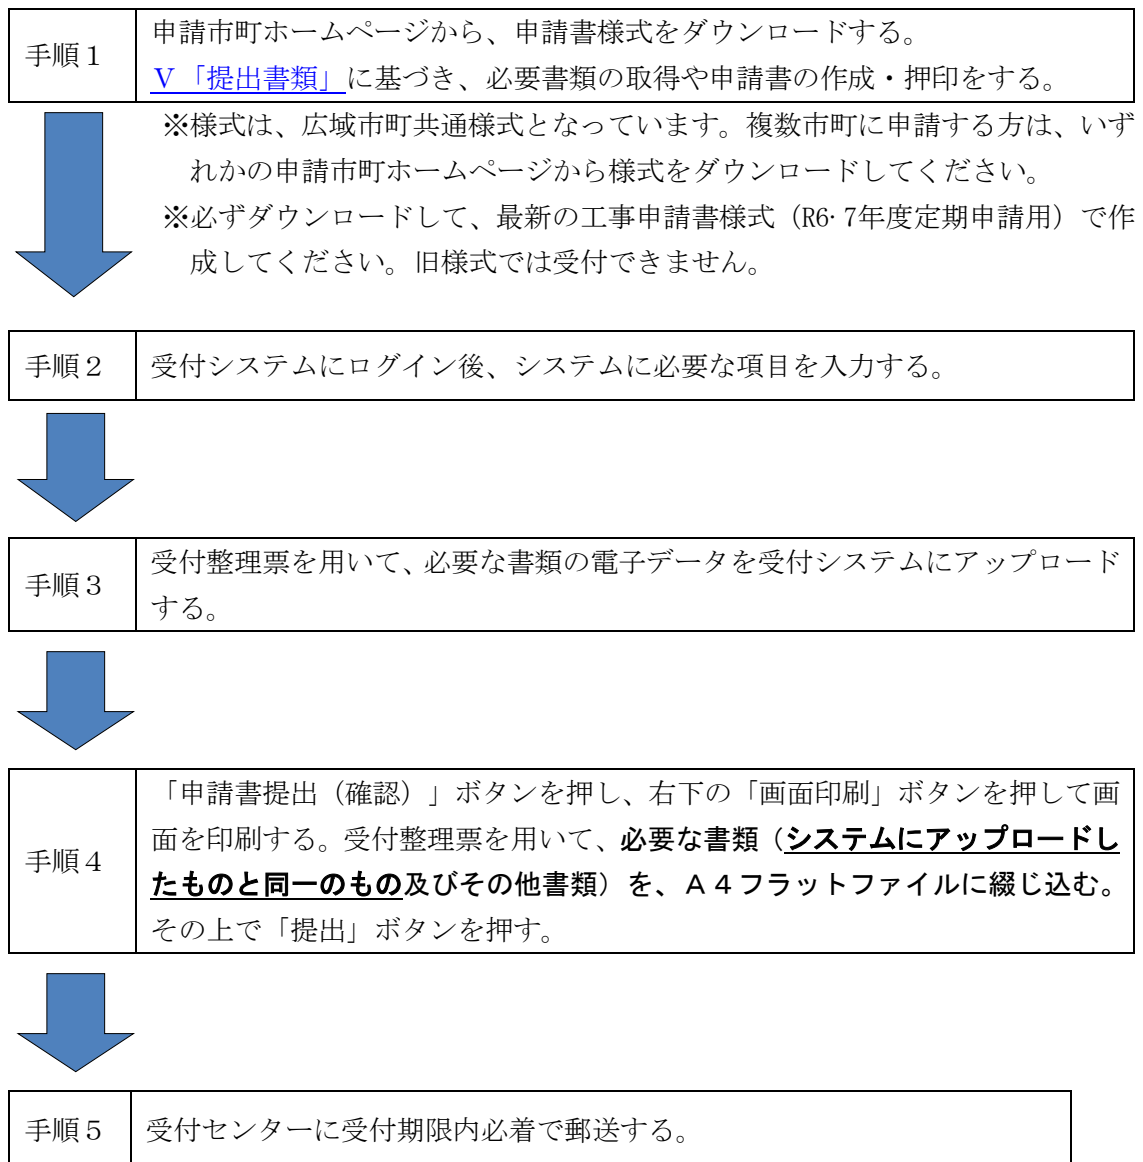 手順１
申請市町ホームページから、申請書様式をダウンロードする。
Ⅴ「提出書類」に基づき、必要書類の取得や申請書の作成・押印をする。
※様式は、広域市町共通様式となっています。複数市町に申請する方は、いず
れかの申請市町ホームページから様式をダウンロードしてください。
※必ずダウンロードして、最新の工事申請書様式（R6･7年度定期申請用）で作
成してください。旧様式では受付できません。
手順２
受付システムにログイン後、システムに必要な項目を入力する。
手順３
受付整理票を用いて、必要な書類の電子データを受付システムにアップロード
する。
手順４
「申請書提出（確認）」ボタンを押し、右下の「画面印刷」ボタンを押して画
面を印刷する。受付整理票を用いて、必要な書類（システムにアップロードし
たものと同一のもの及びその他書類）を、Ａ４フラットファイルに綴じ込む。
その上で「提出」ボタンを押す。
手順５
受付センターに受付期限内必着で郵送する。